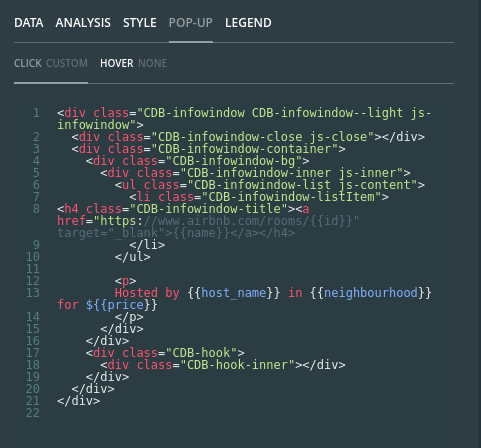 DATA ANALYSIS STYLE POP-UP LEGEND
CLICK CUSTOM HOVER NONE
1 <div class="CDB-infowindow CDB-infowindow--light js-
infowindow">
2 <div class="CDB-infowindow-close js-close"></div>
3 <div class="CDB-infowindow-container">
4 <div class="CDB-infowindow-bg">
5 <div class="CDB-infowindow-inner js-inner">
6 <ul class="CDB-infowindow-list js-content">
7 <li class="CDB-infowindow-listItem">
8 <h4 class="CDB-infowindow-title"><a
href="https://www.airbnb.com/rooms/{{id}}"
target="_blank">{{name}}</a></h4>
9 </li>
10 </ul>
11
12 <p>
13 Hosted by {{host_name}} in {{neighbourhood}}
for ${{price}}
14 </p>
15 </div>
16 </div>
17 <div class="CDB-hook">
18 <div class="CDB-hook-inner"></div>
19 </div>
20 </div>
21 </div>
22